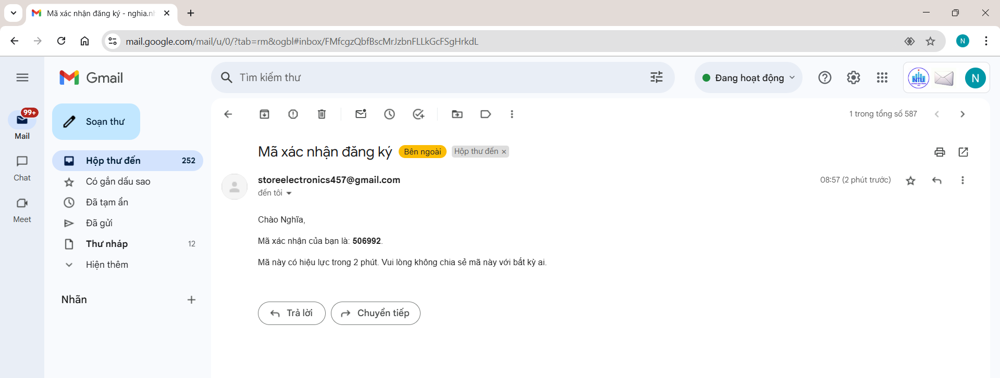 Mã xác nhận đăng ký - nghia.nh
mail.google.com/mail/u/0/?tab=rm&ogbl#inbox/FMfcgzQbfBscMrJzbnFLLkGcFSgHrkdL
N
Gmail
Tìm kiếm thư
Đang hoạt động
NTU
N
99+
Mail
Chat
Meet
Soạn thư
Hộp thư đến 252
Có gắn dấu sao
Đã tạm ẩn
Đã gửi
Thư nháp 12
Hiện thêm
Nhãn
1 trong tổng số 587
Mã xác nhận đăng ký Bên ngoài Hộp thư đến ×
storeelectronics457@gmail.com 08:57 (2 phút trước)
đến tôi
Chào Nghĩa,
Mã xác nhận của bạn là: 506992.
Mã này có hiệu lực trong 2 phút. Vui lòng không chia sẻ mã này với bất kỳ ai.
Trả lời Chuyển tiếp